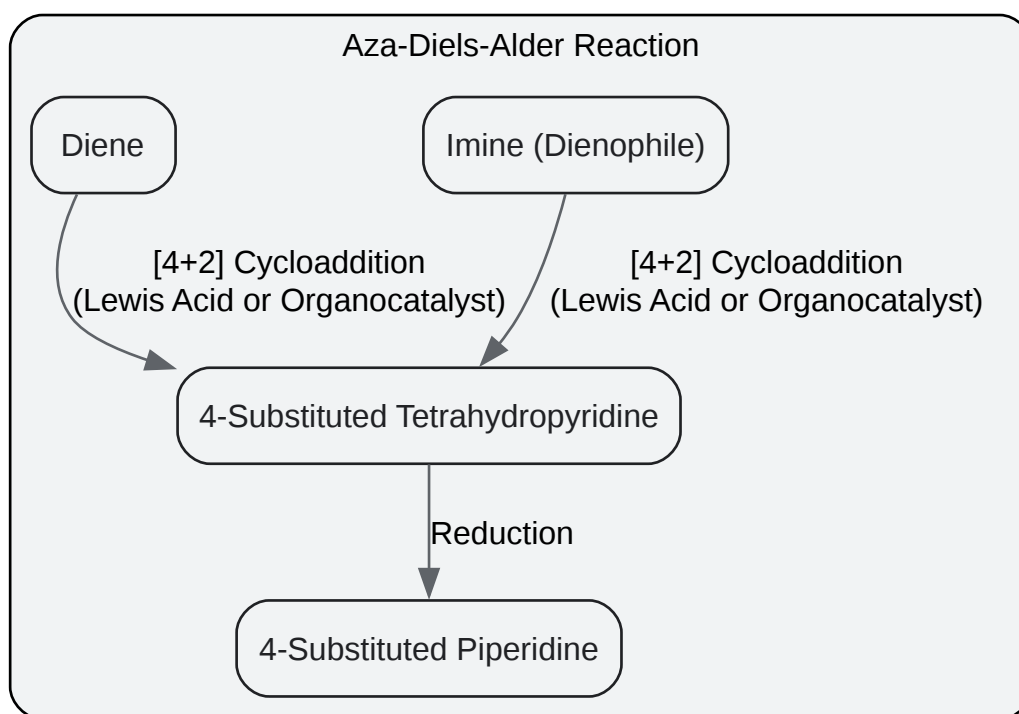 Aza-Diels-Alder Reaction
Diene
Imine (Dienophile)
[4+2] Cycloaddition
(Lewis Acid or Organocatalyst)
[4+2] Cycloaddition
(Lewis Acid or Organocatalyst)
4-Substituted Tetrahydropyridine
Reduction
4-Substituted Piperidine